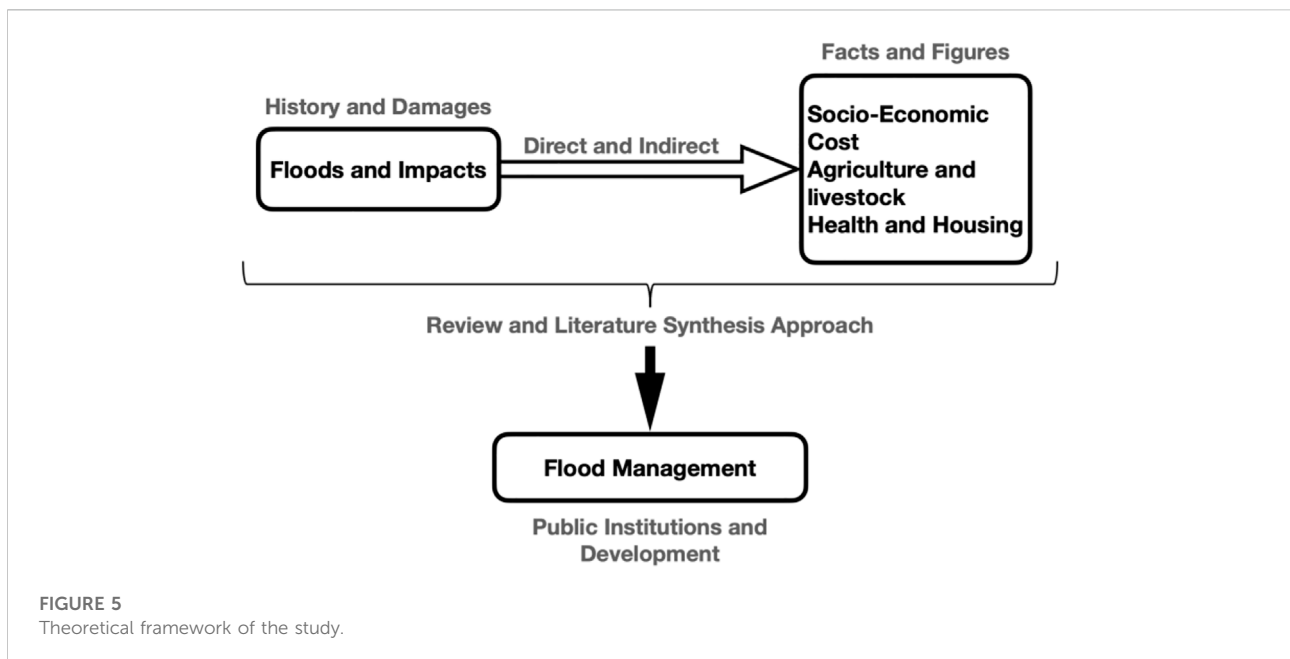 Facts and Figures
History and Damages
Floods and Impacts
Direct and Indirect
Socio-Economic
Cost
Agriculture and
livestock
Health and Housing
Review and Literature Synthesis Approach
Flood Management
Public Institutions and
Development
FIGURE 5
Theoretical framework of the study.